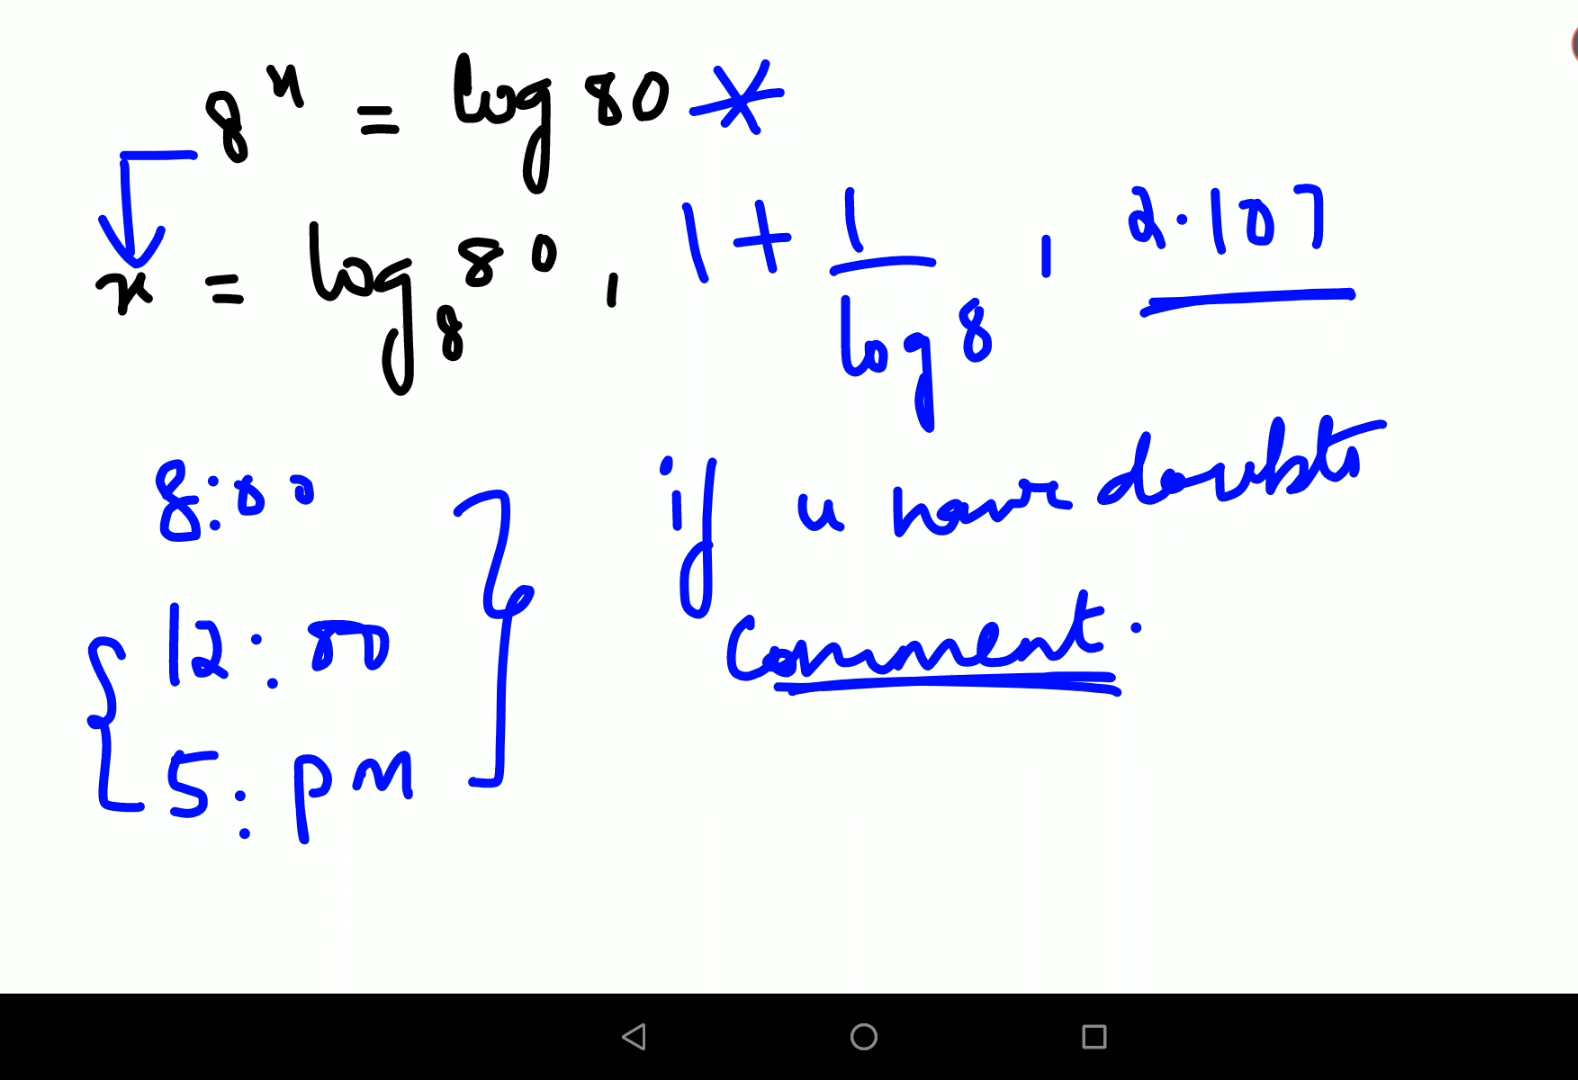 8^x = log 80 *
x = log_8 80, 1 + 1/log 8, 2.107
8:00
12:00
5: pm
if u have doubts
comment.